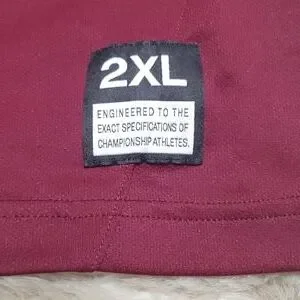 2XL
ENGINEERED TO THE
EXACT SPECIFICATIONS OF
CHAMPIONSHIP ATHLETES.